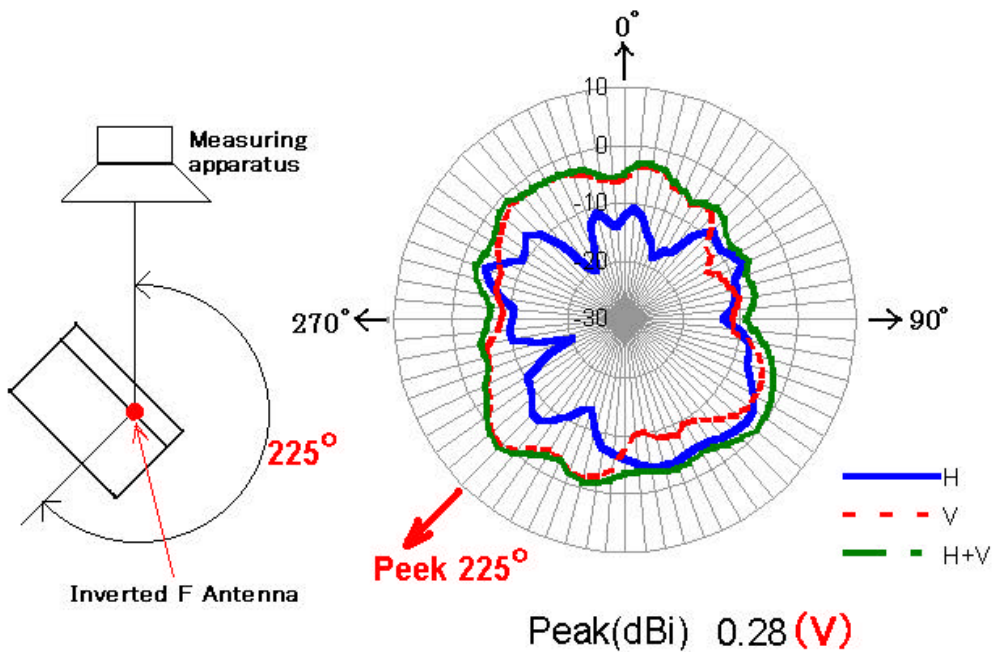 Measuring
apparatus
225°
Inverted F Antenna
0°
10
0
-10
-20
-30
270°
90°
Peek 225°
H
V
H+V
Peak(dBi) 0.28 (V)